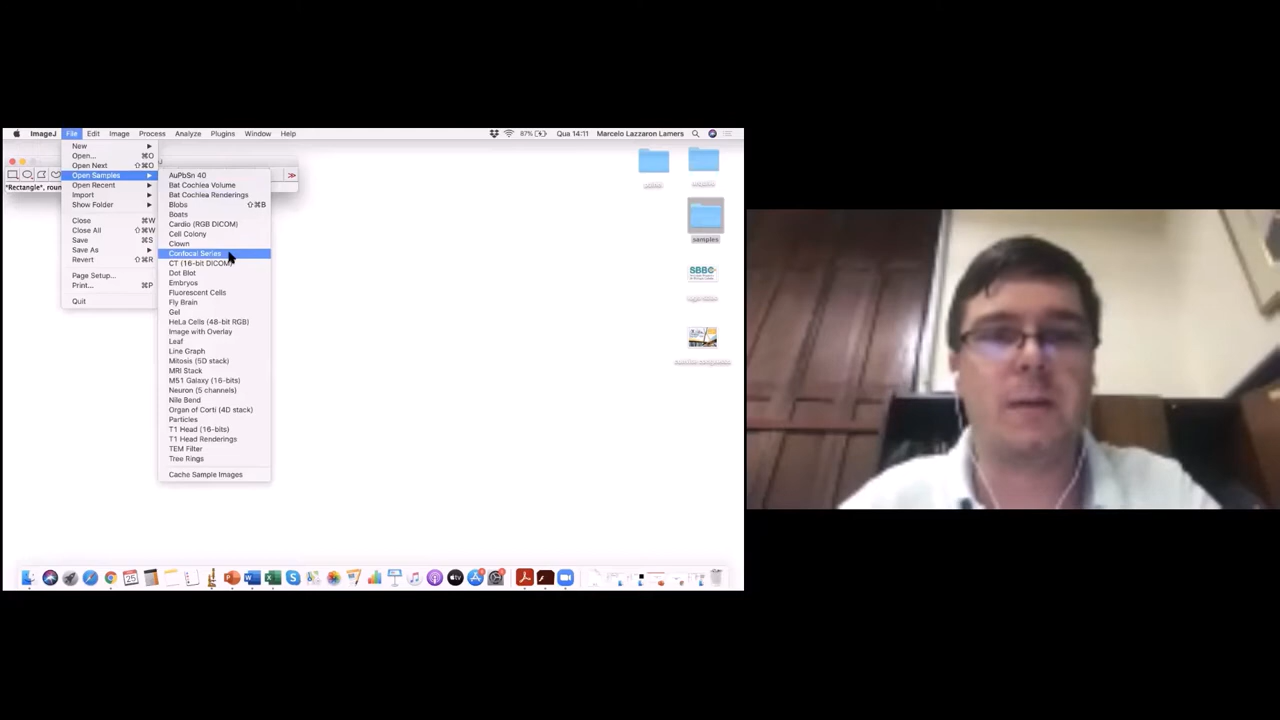 ImageJ File Edit Image Process Analyze Plugins Window Help 87% Qua 14:11 Marcelo Lazzaron Lamers
New
Open... ⌘O
Open Next ⇧⌘O
Open Samples
Open Recent
Import
Show Folder
Close ⌘W
Close All ⇧⌘W
Save ⌘S
Save As
Revert ⌘R
Page Setup...
Print... ⌘P
Quit
*Rectangle*, roun
AuPbSn 40
Bat Cochlea Volume
Bat Cochlea Renderings
Blobs ⇧⌘B
Boats
Cardio (RGB DICOM)
Cell Colony
Clown
Confocal Series
CT (16-bit DICOM)
Dot Blot
Embryos
Fluorescent Cells
Fly Brain
Gel
HeLa Cells (48-bit RGB)
Image with Overlay
Leaf
Line Graph
Mitosis (5D stack)
MRI Stack
M51 Galaxy (16-bits)
Neuron (5 channels)
Nile Bend
Organ of Corti (4D stack)
Particles
T1 Head (16-bits)
T1 Head Renderings
TEM Filter
Tree Rings
Cache Sample Images
samples
SBBC
25